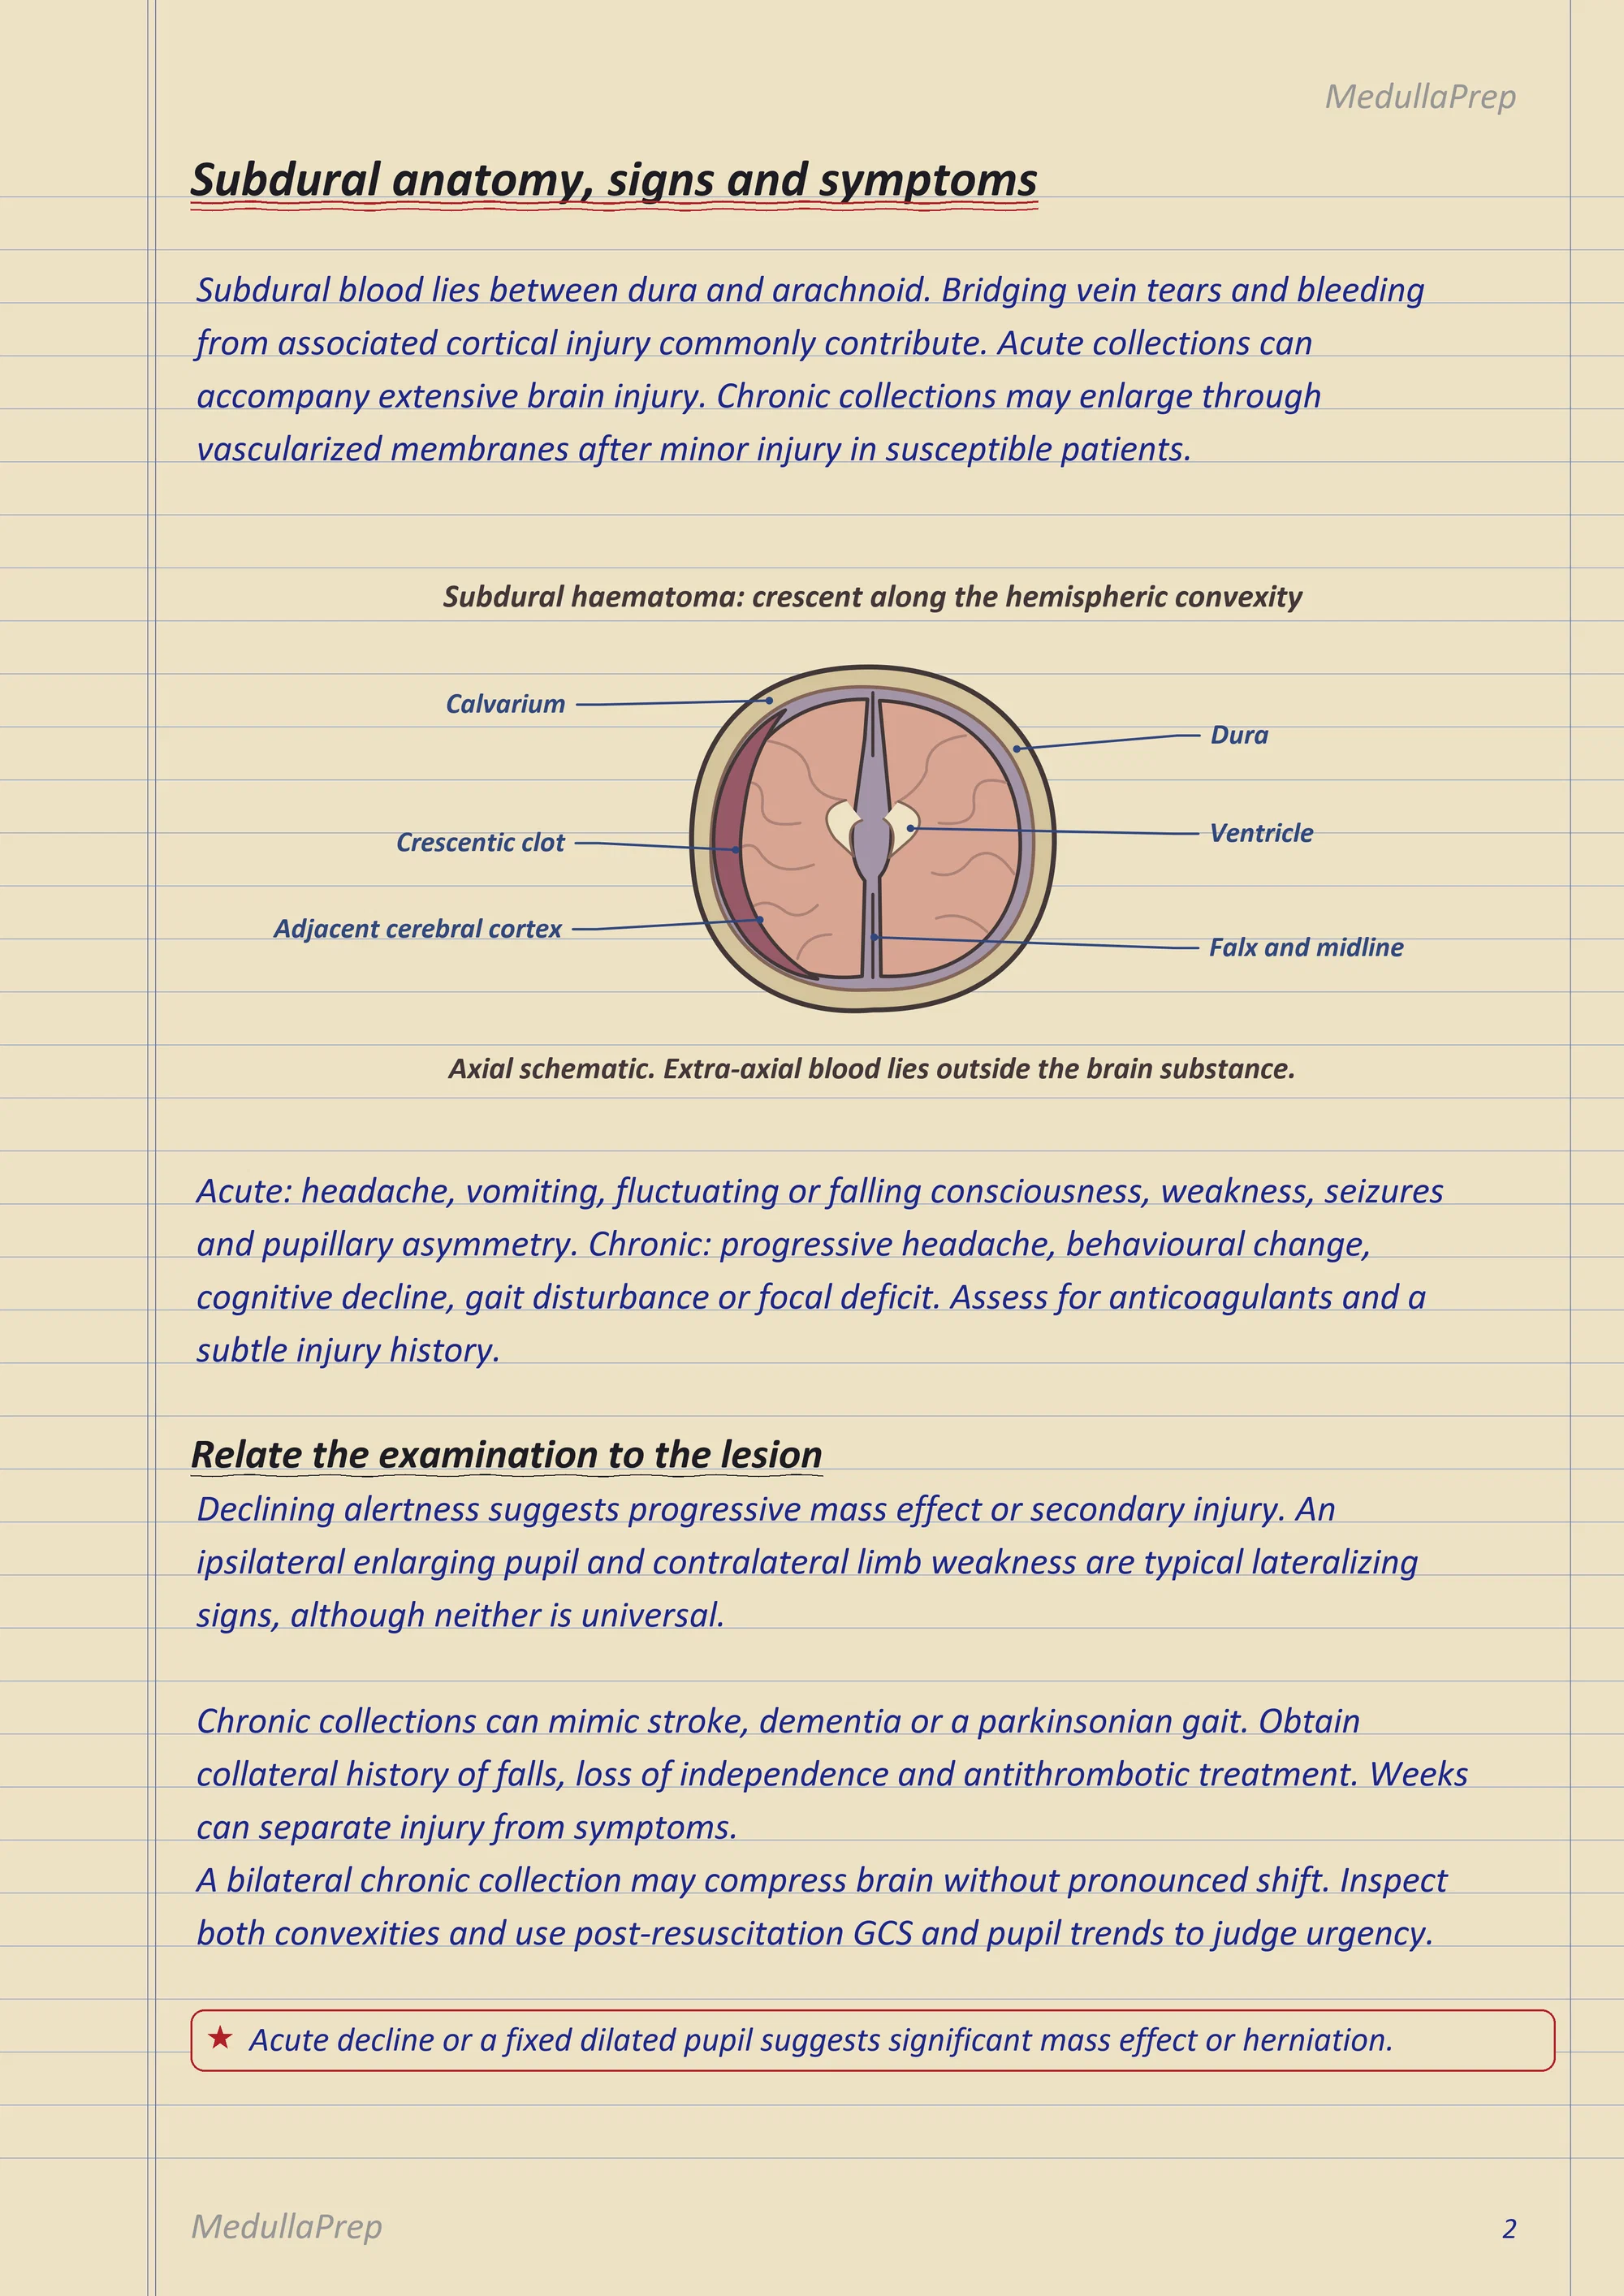 MedullaPrep
Subdural anatomy, signs and symptoms
Subdural blood lies between dura and arachnoid. Bridging vein tears and bleeding
from associated cortical injury commonly contribute. Acute collections can
accompany extensive brain injury. Chronic collections may enlarge through
vascularized membranes after minor injury in susceptible patients.
Subdural haematoma: crescent along the hemispheric convexity
Calvarium
Dura
Ventricle
Crescentic clot
Adjacent cerebral cortex
Falx and midline
Axial schematic. Extra-axial blood lies outside the brain substance.
Acute: headache, vomiting, fluctuating or falling consciousness, weakness, seizures
and pupillary asymmetry. Chronic: progressive headache, behavioural change,
cognitive decline, gait disturbance or focal deficit. Assess for anticoagulants and a
subtle injury history.
Relate the examination to the lesion
Declining alertness suggests progressive mass effect or secondary injury. An
ipsilateral enlarging pupil and contralateral limb weakness are typical lateralizing
signs, although neither is universal.
Chronic collections can mimic stroke, dementia or a parkinsonian gait. Obtain
collateral history of falls, loss of independence and antithrombotic treatment. Weeks
can separate injury from symptoms.
A bilateral chronic collection may compress brain without pronounced shift. Inspect
both convexities and use post-resuscitation GCS and pupil trends to judge urgency.
★ Acute decline or a fixed dilated pupil suggests significant mass effect or herniation.
MedullaPrep
2